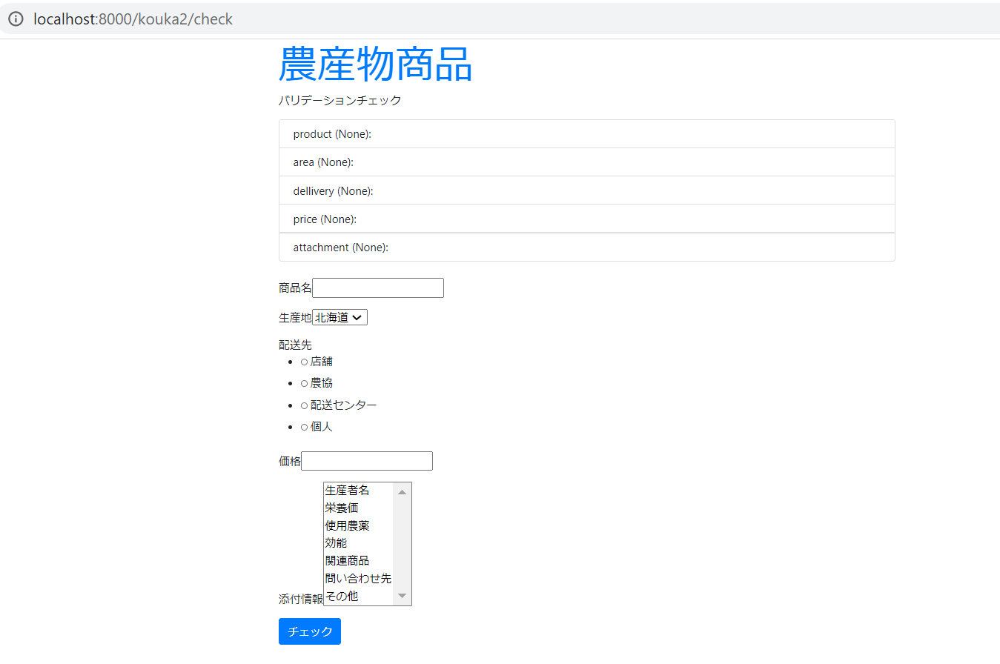 localhost:8000/kouka2/check
農産物商品
バリデーションチェック
product (None):
area (None):
dellivery (None):
price (None):
attachment (None):
商品名
生産地 北海道
配送先
店舗
農協
配送センター
個人
価格
生産者名
栄養価
使用農薬
効能
関連商品
問い合わせ先
添付情報 その他
チェック